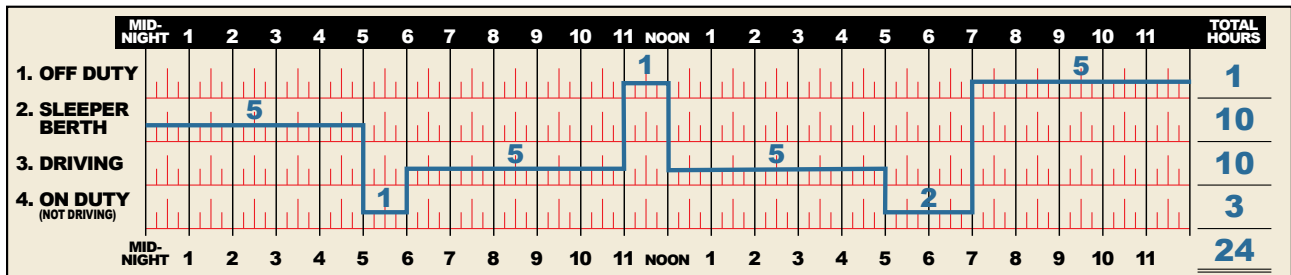 MID-NIGHT 1 2 3 4 5 6 7 8 9 10 11 NOON 1 2 3 4 5 6 7 8 9 10 11 TOTAL HOURS
1. OFF DUTY 1 5 1
2. SLEEPER BERTH 5 10
3. DRIVING 5 5 10
4. ON DUTY (NOT DRIVING) 1 2 3
MID-NIGHT 1 2 3 4 5 6 7 8 9 10 11 NOON 1 2 3 4 5 6 7 8 9 10 11 24